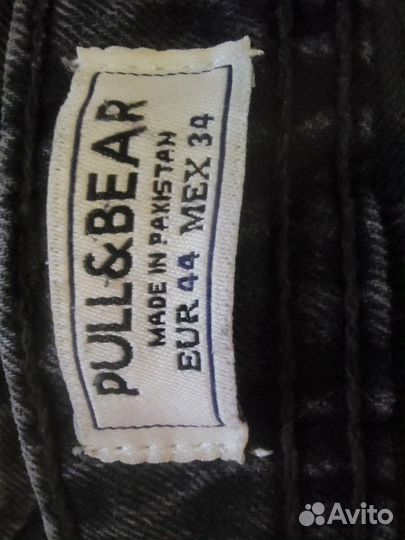 PULL&BEAR
MADE IN PAKISTAN
EUR 44 MEX 34
Avito